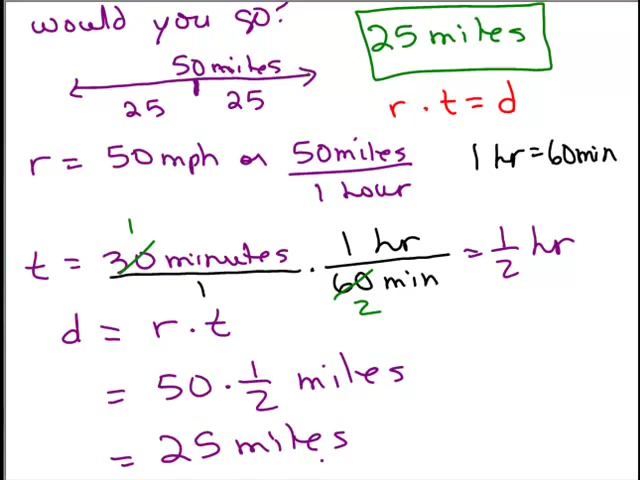 would you go?
25 miles
50 miles
25 25
r · t = d
r = 50 mph or 50 miles / 1 hour
1 hr = 60 min
1
t = 30 minutes / 1 · 1 hr / 60 min = 1/2 hr
2
d = r · t
= 50 · 1/2 miles
= 25 miles